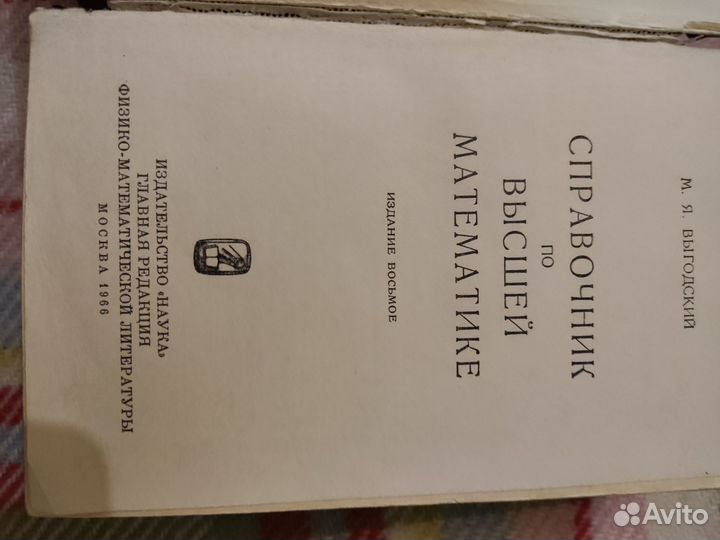 М. Я. ВЫГОДСКИЙ
СПРАВОЧНИК
ПО
ВЫСШЕЙ
МАТЕМАТИКЕ
ИЗДАНИЕ ВОСЬМОЕ
ИЗДАТЕЛЬСТВО «НАУКА»
ГЛАВНАЯ РЕДАКЦИЯ
ФИЗИКО-МАТЕМАТИЧЕСКОЙ ЛИТЕРАТУРЫ
МОСКВА 1966
Avito